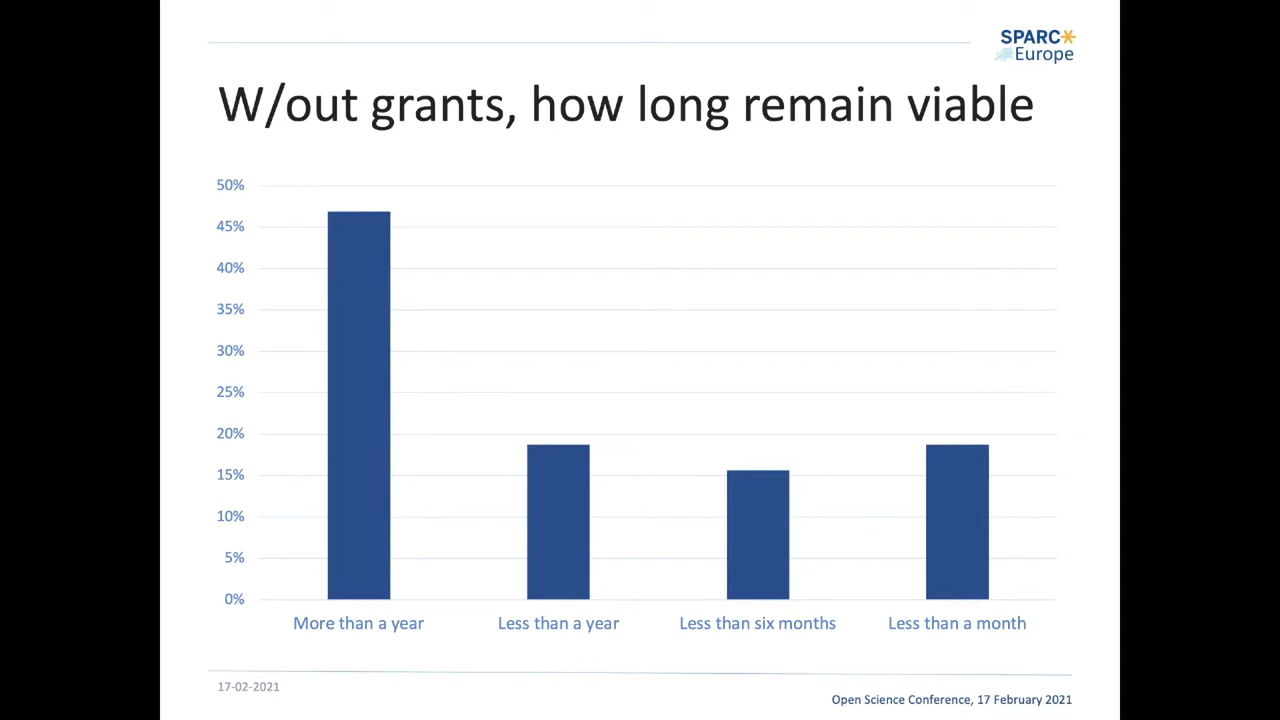 SPARC
Europe
W/out grants, how long remain viable
50%
45%
40%
35%
30%
25%
20%
15%
10%
5%
0%
More than a year
Less than a year
Less than six months
Less than a month
17-02-2021
Open Science Conference, 17 February 2021